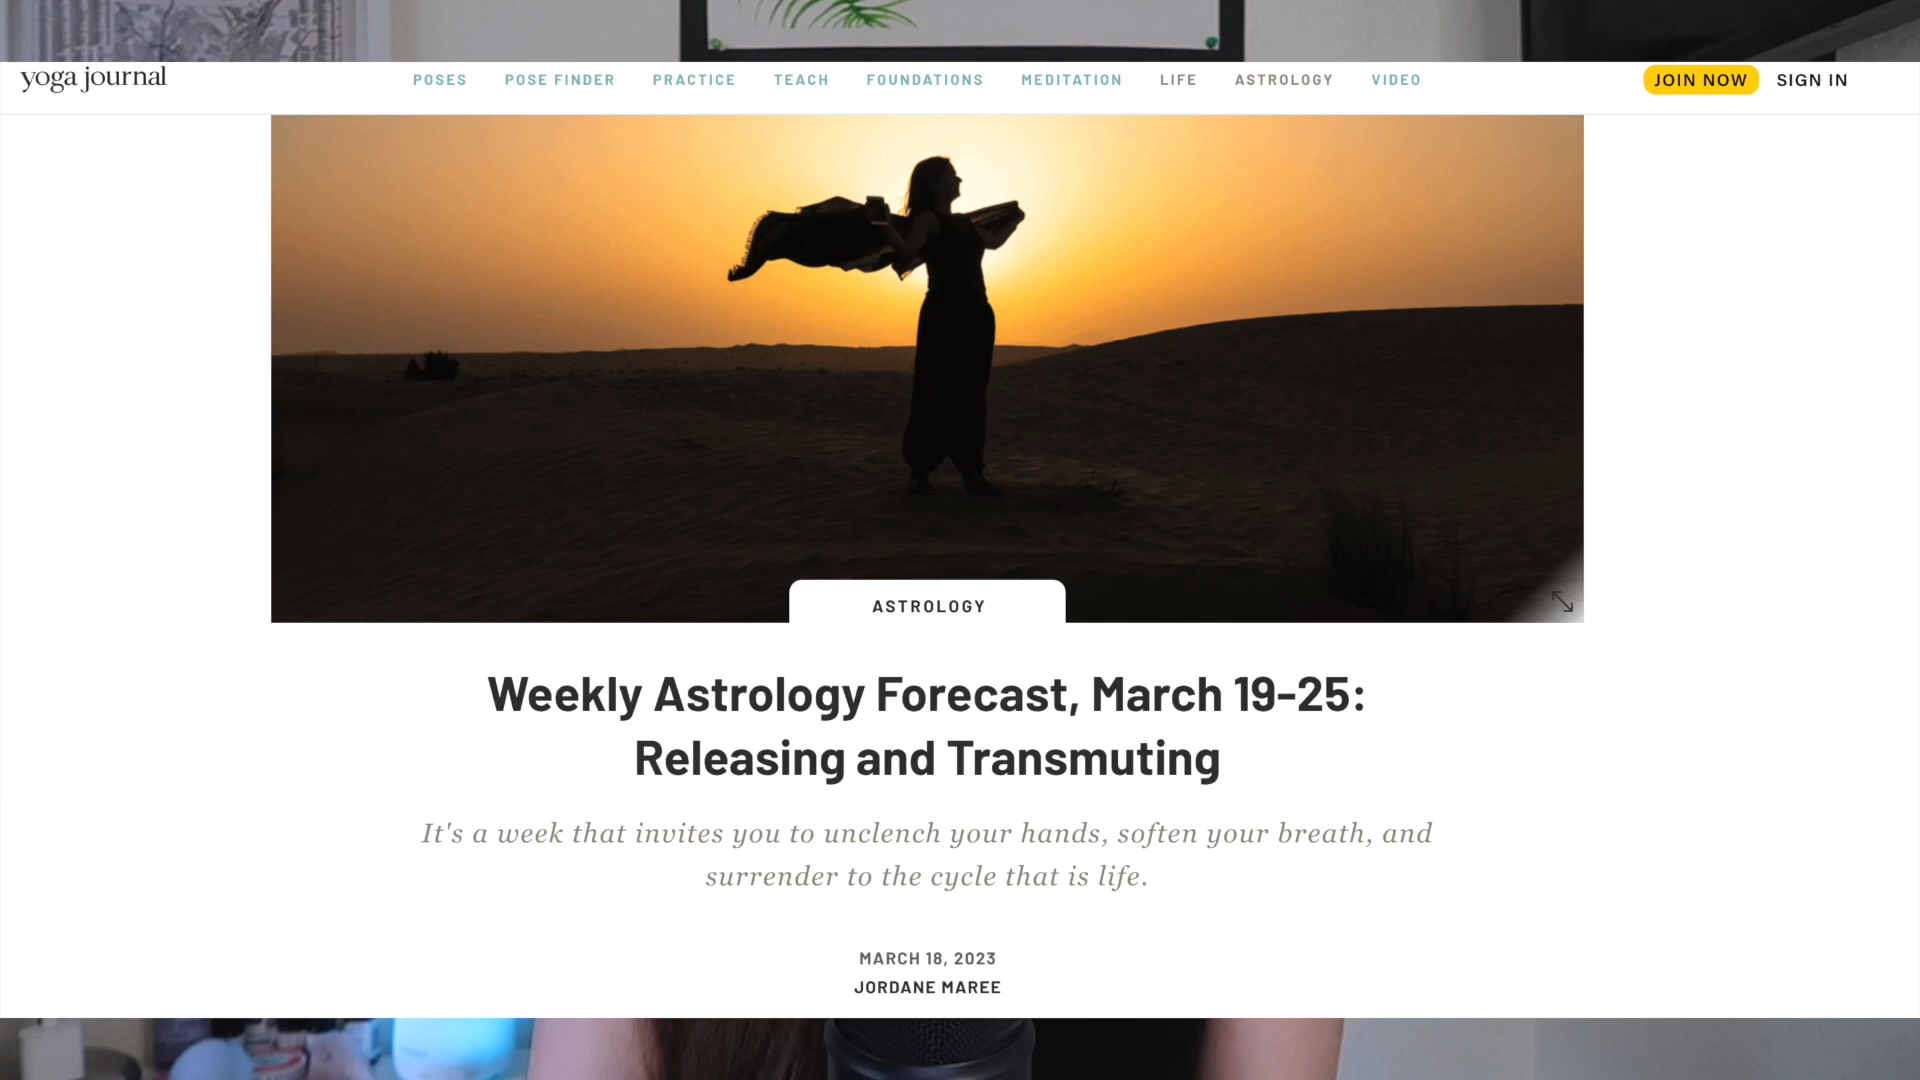 yoga journal
POSES POSE FINDER PRACTICE TEACH FOUNDATIONS MEDITATION LIFE ASTROLOGY VIDEO
JOIN NOW SIGN IN
ASTROLOGY
Weekly Astrology Forecast, March 19-25:
Releasing and Transmuting
It's a week that invites you to unclench your hands, soften your breath, and
surrender to the cycle that is life.
MARCH 18, 2023
JORDANE MAREE